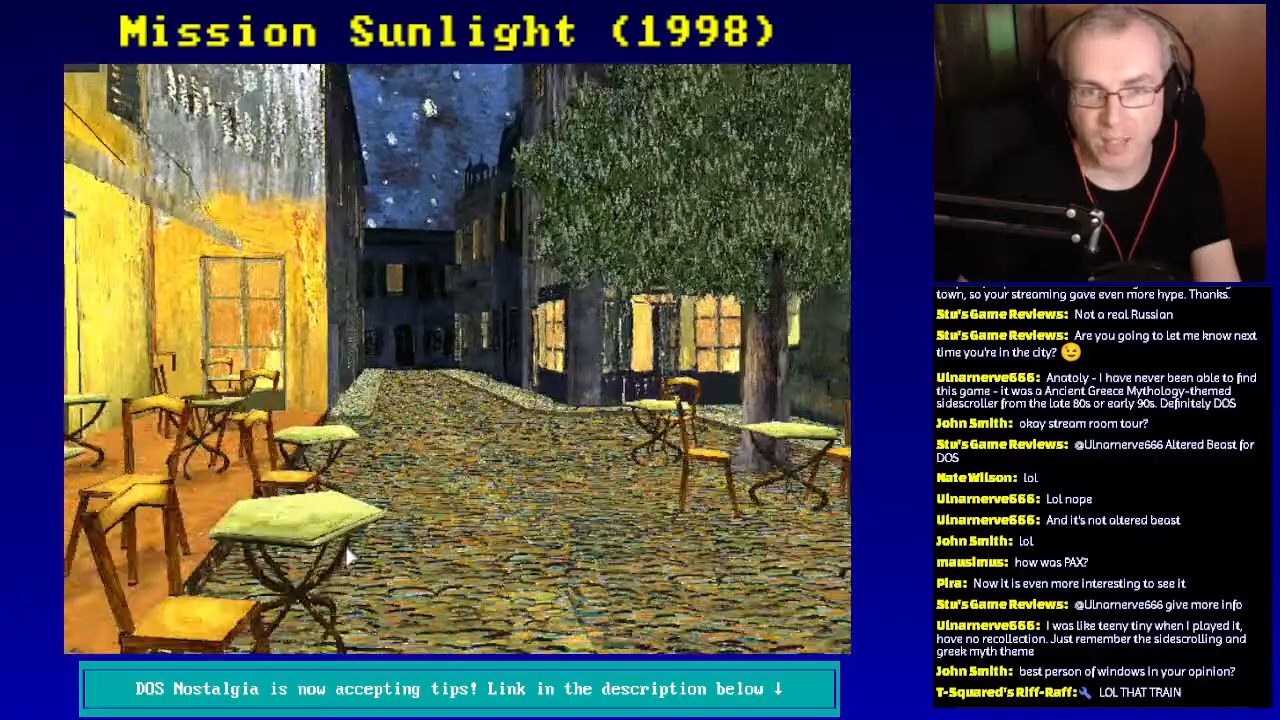 Mission Sunlight (1998)
town, so your streaming gave even more hype. Thanks.
Stu's Game Reviews: Not a real Russian
Stu's Game Reviews: Are you going to let me know next
time you're in the city? 😉
Ulnarnerve666: Anatoly - I have never been able to find
this game - it was a Ancient Greece Mythology-themed
sidescroller from the late 80s or early 90s. Definitely DOS
John Smith: okay stream room tour?
Stu's Game Reviews: @Ulnarnerve666 Altered Beast for
DOS
Nate Wilson: lol
Ulnarnerve666: Lol nope
Ulnarnerve666: And it's not altered beast
John Smith: lol
mausimus: how was PAX?
Pira: Now it is even more interesting to see it
Stu's Game Reviews: @Ulnarnerve666 give more info
Ulnarnerve666: I was like teeny tiny when I played it,
have no recollection. Just remember the sidescrolling and
greek myth theme
John Smith: best person of windows in your opinion?
T-Squared's Riff-Raff: LOL THAT TRAIN
DOS Nostalgia is now accepting tips! Link in the description below ↓